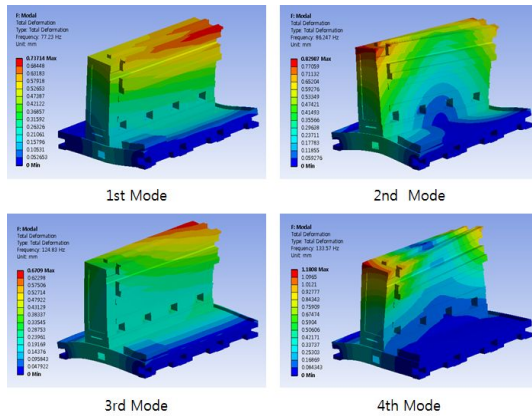 F: Modal
Total Deformation
Type: Total Deformation
Frequency: 77.23 Hz
Unit: mm
0.73714 Max
0.68449
0.63183
0.57918
0.52653
0.47387
0.42122
0.36857
0.31592
0.26326
0.21061
0.15796
0.10531
0.052653
0 Min
1st Mode
F: Modal
Total Deformation
Type: Total Deformation
Frequency: Hz
Unit: mm
0.82987 Max
0.77059
0.71132
0.65204
0.59276
0.53349
0.47421
0.41493
0.35566
0.29638
0.23711
0.17783
0.11855
0.059276
0 Min
2nd Mode
F: Modal
Total Deformation
Type: Total Deformation
Frequency: 124.83 Hz
Unit: mm
0.6709 Max
0.62298
0.57506
0.52714
0.47922
0.43129
0.38337
0.33545
0.28753
0.23961
0.19169
0.14376
0.095843
0.047922
0 Min
3rd Mode
F: Modal
Total Deformation
Type: Total Deformation
Frequency: 133.57 Hz
Unit: mm
1.1808 Max
1.0965
1.0121
0.92777
0.84343
0.75909
0.67474
0.5904
0.50606
0.42171
0.33737
0.25303
0.16869
0.084343
0 Min
4th Mode